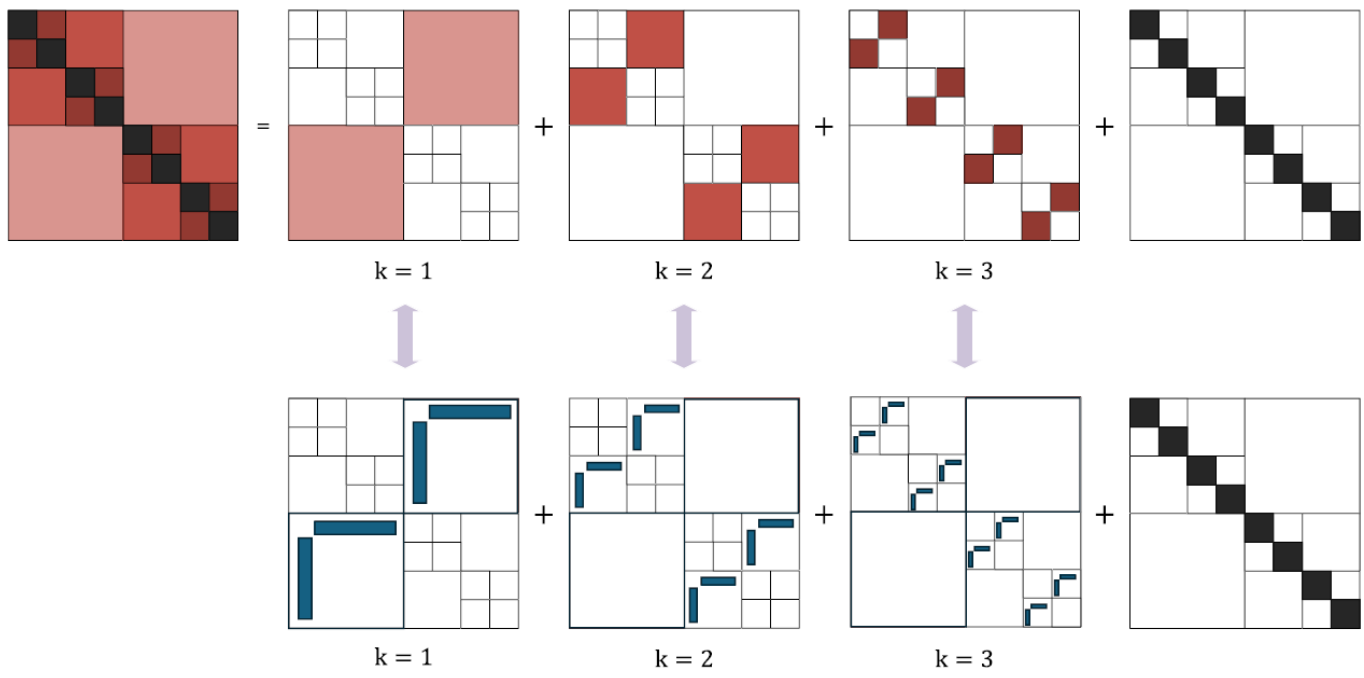 = + + +
k = 1 k = 2 k = 3
+ + +
k = 1 k = 2 k = 3